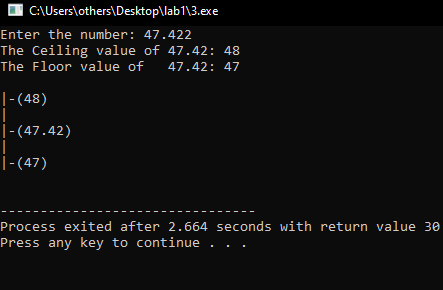 C:\Users\others\Desktop\lab1\3.exe
Enter the number: 47.422
The Ceiling value of 47.42: 48
The Floor value of   47.42: 47
|-(48)
|
|-(47.42)
|
|-(47)
--------------------------------
Process exited after 2.664 seconds with return value 30
Press any key to continue . . .